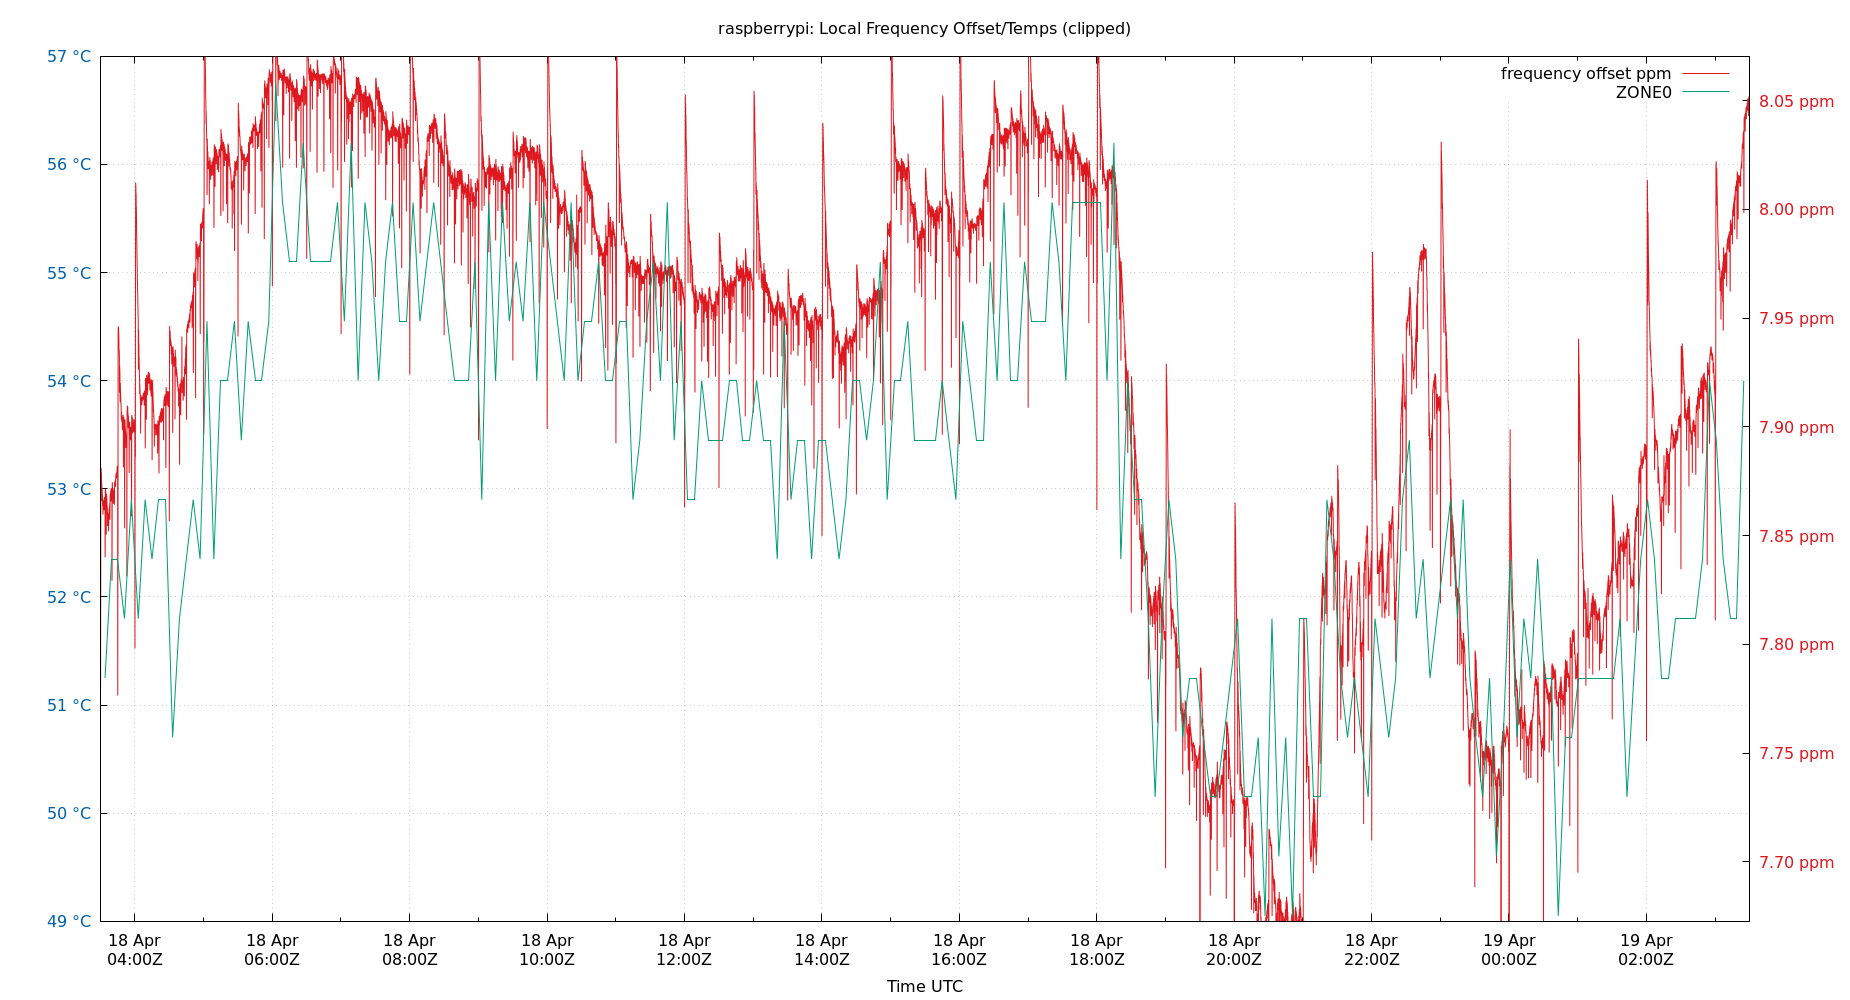 raspberrypi: Local Frequency Offset/Temps (clipped)
frequency offset ppm
ZONE0
57 °C
56 °C
55 °C
54 °C
53 °C
52 °C
51 °C
50 °C
49 °C
8.05 ppm
8.00 ppm
7.95 ppm
7.90 ppm
7.85 ppm
7.80 ppm
7.75 ppm
7.70 ppm
18 Apr
04:00Z
18 Apr
06:00Z
18 Apr
08:00Z
18 Apr
10:00Z
18 Apr
12:00Z
18 Apr
14:00Z
18 Apr
16:00Z
18 Apr
18:00Z
18 Apr
20:00Z
18 Apr
22:00Z
19 Apr
00:00Z
19 Apr
02:00Z
Time UTC